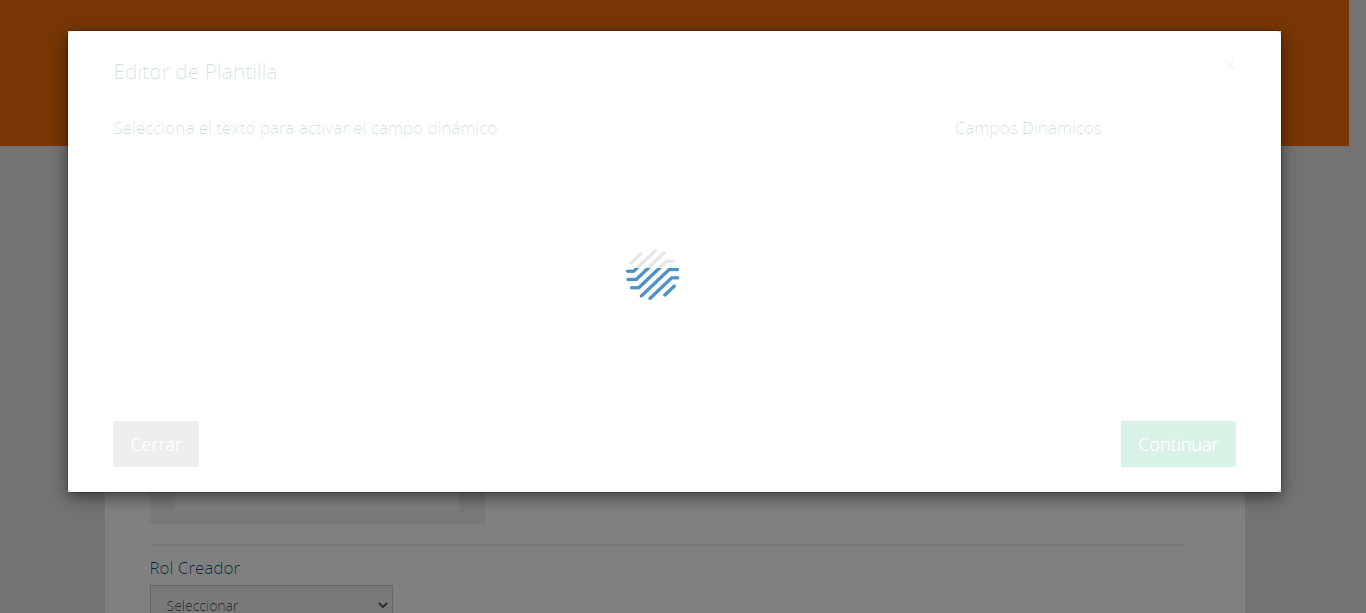 Editor de Plantilla
×
Selecciona el texto para activar el campo dinámico
Campos Dinámicos
Cerrar
Continuar
Rol Creador
Seleccionar